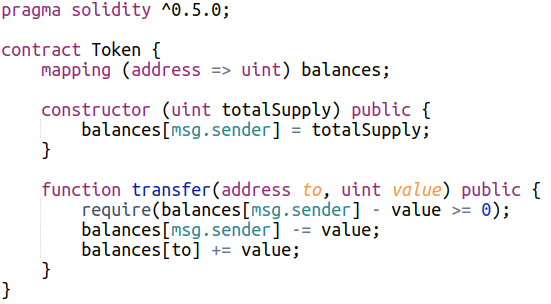 pragma solidity ^0.5.0;

contract Token {
    mapping (address => uint) balances;

    constructor (uint totalSupply) public {
        balances[msg.sender] = totalSupply;
    }

    function transfer(address to, uint value) public {
        require(balances[msg.sender] - value >= 0);
        balances[msg.sender] -= value;
        balances[to] += value;
    }
}